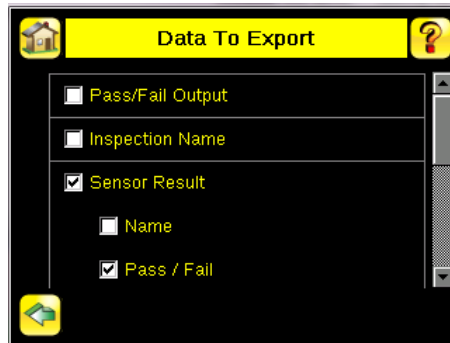 Data To Export
?
Pass/Fail Output
Inspection Name
Sensor Result
Name
Pass / Fail